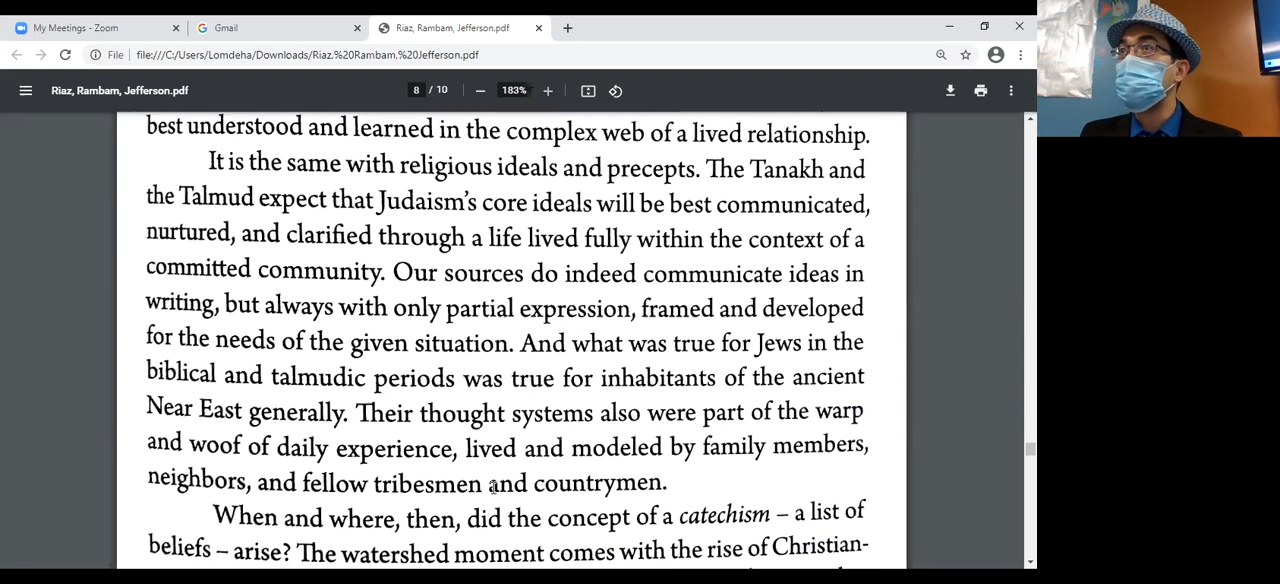 My Meetings - Zoom
Gmail
Riaz, Rambam, Jefferson.pdf
File
file:///C:/Users/Lomdeha/Downloads/Riaz,%20Rambam,%20Jefferson.pdf
Riaz, Rambam, Jefferson.pdf
8 / 10
183%
best understood and learned in the complex web of a lived relationship.
It is the same with religious ideals and precepts. The Tanakh and
the Talmud expect that Judaism's core ideals will be best communicated,
nurtured, and clarified through a life lived fully within the context of a
committed community. Our sources do indeed communicate ideas in
writing, but always with only partial expression, framed and developed
for the needs of the given situation. And what was true for Jews in the
biblical and talmudic periods was true for inhabitants of the ancient
Near East generally. Their thought systems also were part of the warp
and woof of daily experience, lived and modeled by family members,
neighbors, and fellow tribesmen and countrymen.
When and where, then, did the concept of a catechism – a list of
beliefs – arise? The watershed moment comes with the rise of Christian-